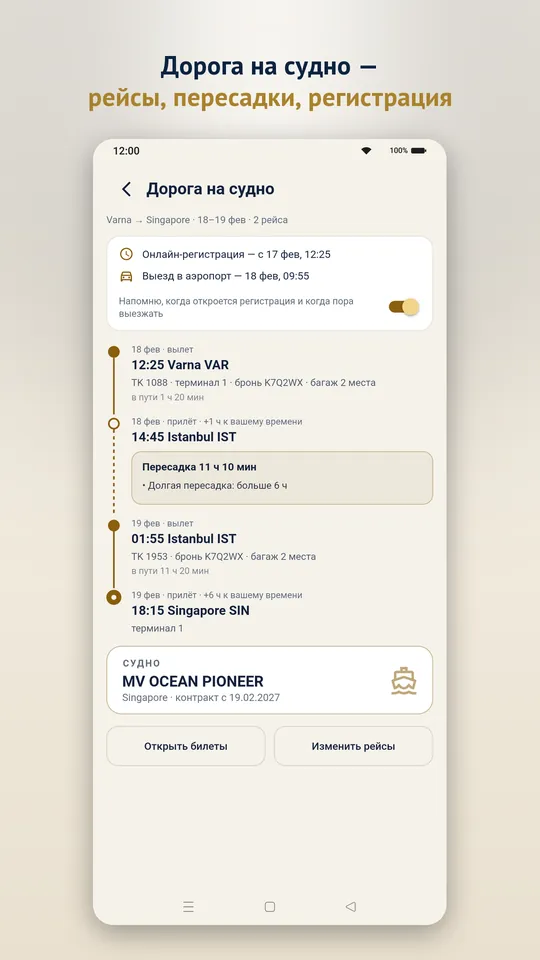 Дорога на судно —
рейсы, пересадки, регистрация
12:00
100%
Дорога на судно
Varna → Singapore · 18–19 фев · 2 рейса
Онлайн-регистрация — с 17 фев, 12:25
Выезд в аэропорт — 18 фев, 09:55
Напомню, когда откроется регистрация и когда пора
выезжать
18 фев · вылет
12:25 Varna VAR
TK 1088 · терминал 1 · бронь K7Q2WX · багаж 2 места
в пути 1 ч 20 мин
18 фев · прилёт · +1 ч к вашему времени
14:45 Istanbul IST
Пересадка 11 ч 10 мин
• Долгая пересадка: больше 6 ч
19 фев · вылет
01:55 Istanbul IST
TK 1953 · бронь K7Q2WX · багаж 2 места
в пути 11 ч 20 мин
19 фев · прилёт · +6 ч к вашему времени
18:15 Singapore SIN
терминал 1
СУДНО
MV OCEAN PIONEER
Singapore · контракт с 19.02.2027
Открыть билеты
Изменить рейсы